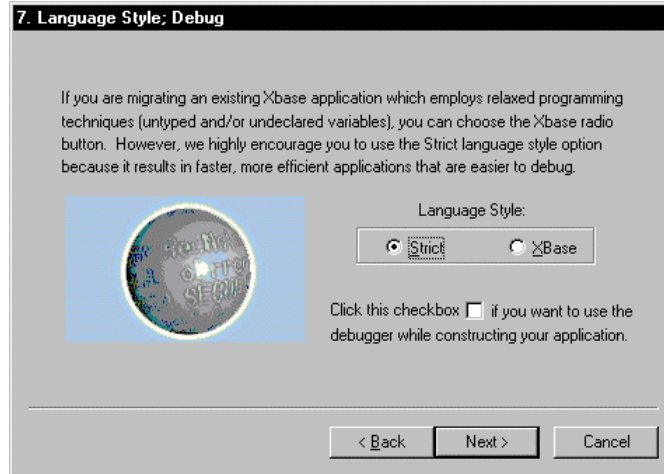 7. Language Style; Debug
If you are migrating an existing Xbase application which employs relaxed programming
techniques (untyped and/or undeclared variables), you can choose the Xbase radio
button.  However, we highly encourage you to use the Strict language style option
because it results in faster, more efficient applications that are easier to debug.
Language Style:
Strict XBase
Click this checkbox if you want to use the
debugger while constructing your application.
< Back Next > Cancel